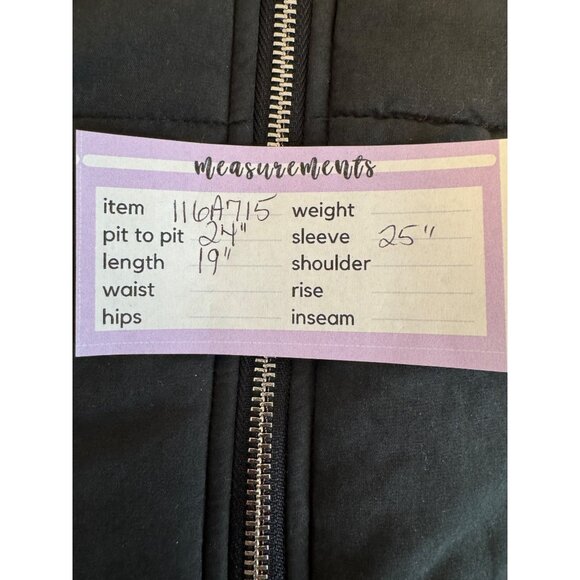 measurements
item 116A715 weight
pit to pit 24" sleeve 25"
length 19" shoulder
waist rise
hips inseam